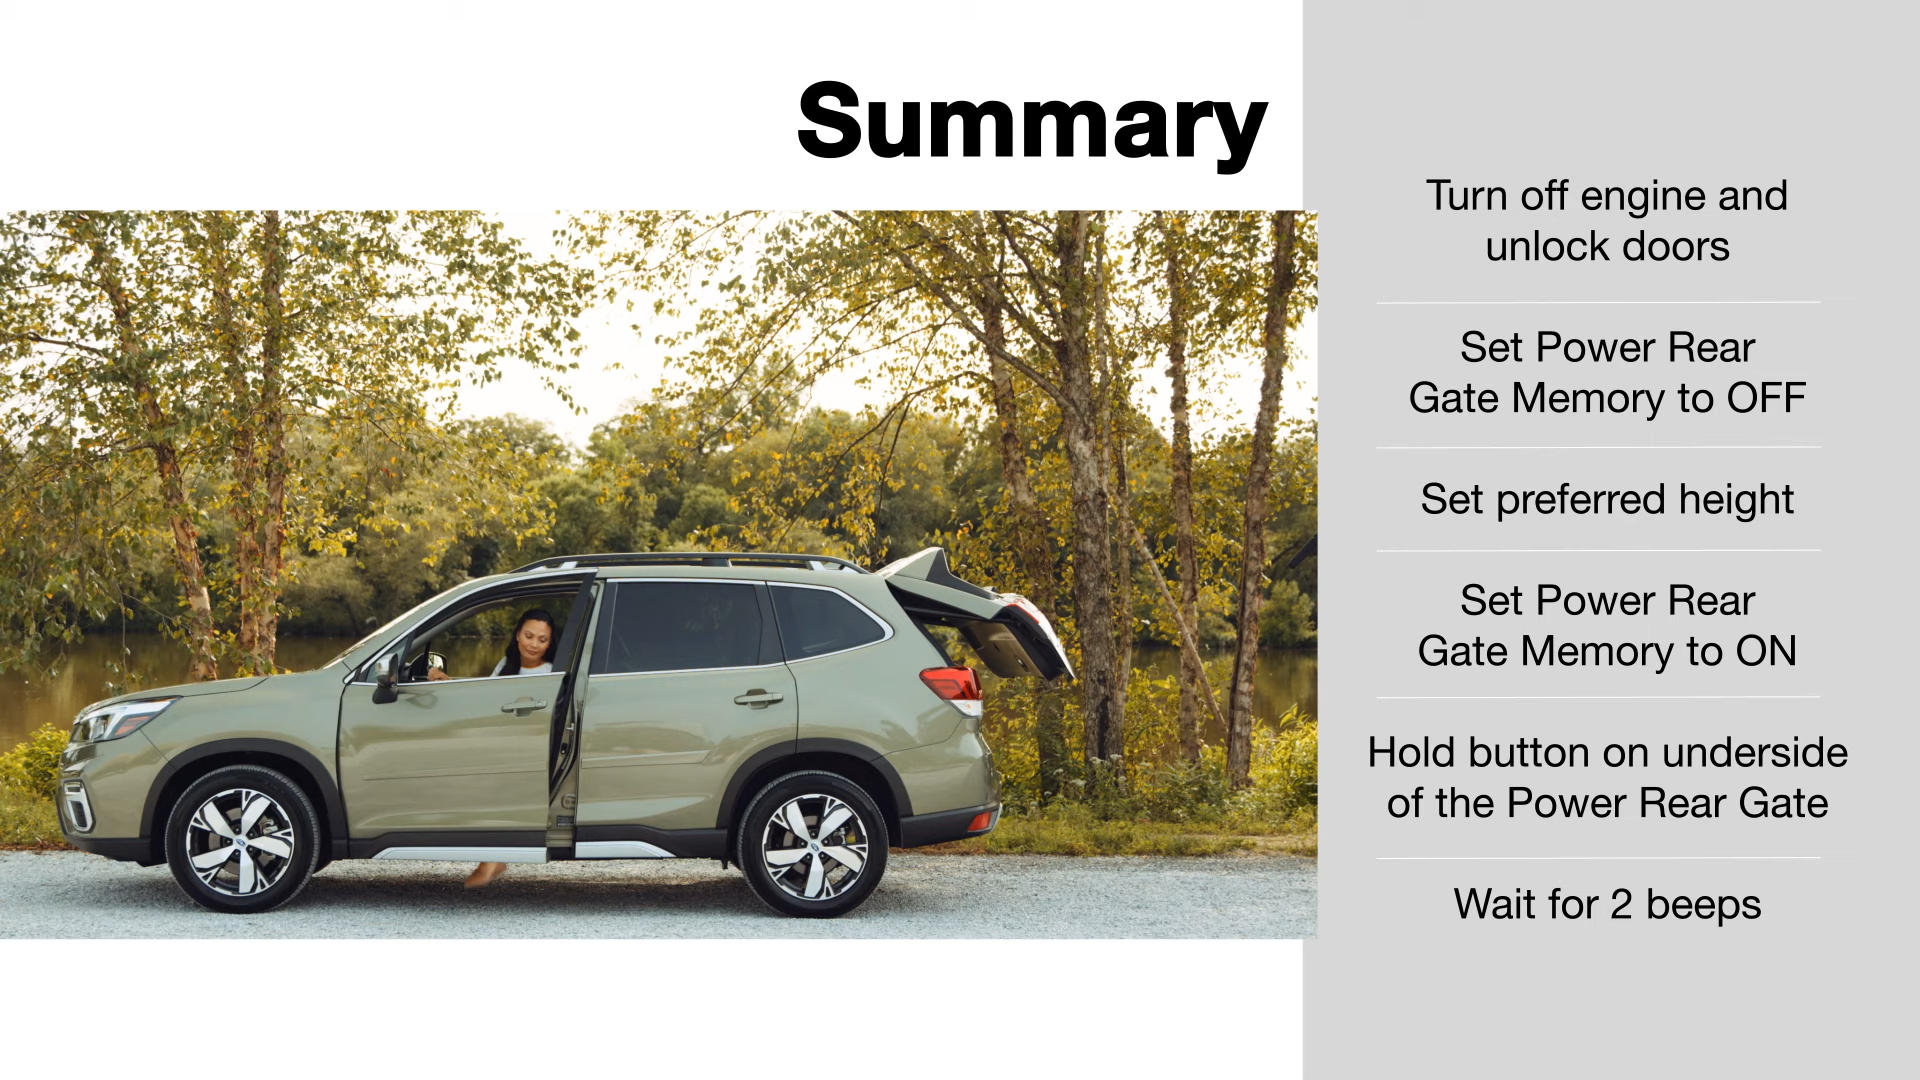 Summary
Turn off engine and
unlock doors
Set Power Rear
Gate Memory to OFF
Set preferred height
Set Power Rear
Gate Memory to ON
Hold button on underside
of the Power Rear Gate
Wait for 2 beeps